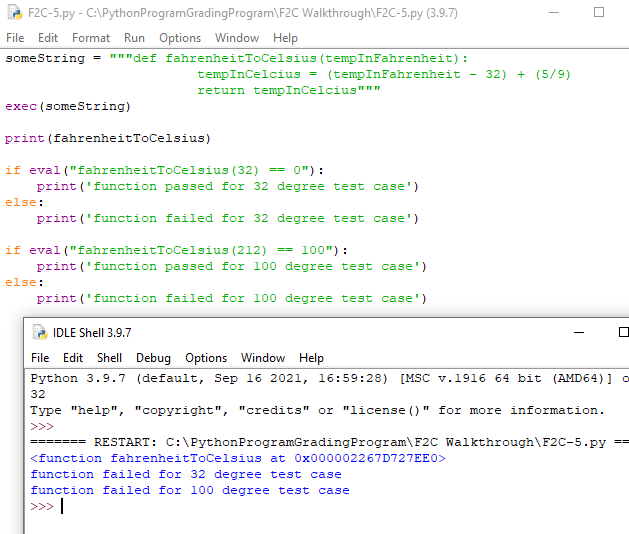 F2C-5.py - C:\PythonProgramGradingProgram\F2C Walkthrough\F2C-5.py (3.9.7)
File Edit Format Run Options Window Help
someString = """def fahrenheitToCelsius(tempInFahrenheit):
                        tempInCelcius = (tempInFahrenheit - 32) + (5/9)
                        return tempInCelcius"""
exec(someString)
print(fahrenheitToCelsius)
if eval("fahrenheitToCelsius(32) == 0"):
    print('function passed for 32 degree test case')
else:
    print('function failed for 32 degree test case')
if eval("fahrenheitToCelsius(212) == 100"):
    print('function passed for 100 degree test case')
else:
    print('function failed for 100 degree test case')
IDLE Shell 3.9.7
File Edit Shell Debug Options Window Help
Python 3.9.7 (default, Sep 16 2021, 16:59:28) [MSC v.1916 64 bit (AMD64)] o
32
Type "help", "copyright", "credits" or "license()" for more information.
>>>
======= RESTART: C:\PythonProgramGradingProgram\F2C Walkthrough\F2C-5.py ==
<function fahrenheitToCelsius at 0x000002267D727EE0>
function failed for 32 degree test case
function failed for 100 degree test case
>>>